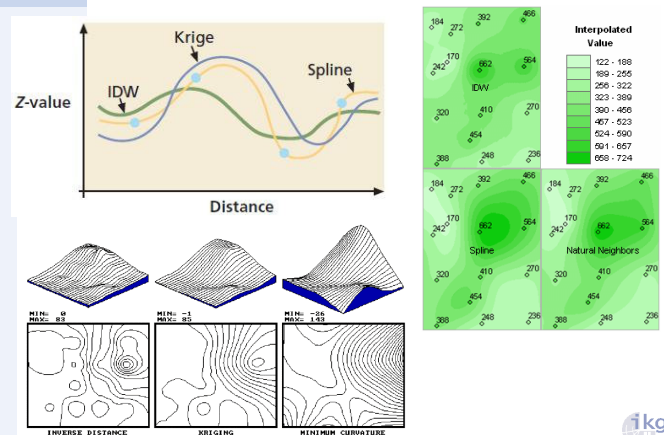 Krige
Spline
IDW
Z-value
Distance
MIN= 0
MAX= 83
MIN= -1
MAX= 85
MIN= -26
MAX= 143
INVERSE DISTANCE
KRIGING
MINIMUM CURVATURE
184
272
392
466
242
170
662
564
IDW
320
410
270
454
388
248
236
Interpolated
Value
122 - 188
189 - 255
256 - 322
323 - 389
390 - 456
467 - 523
524 - 590
591 - 657
658 - 724
184
272
392
466
242
170
662
564
Spline
320
410
270
454
388
248
236
184
272
392
466
242
170
662
564
Natural Neighbors
320
410
270
454
388
248
236
ikg